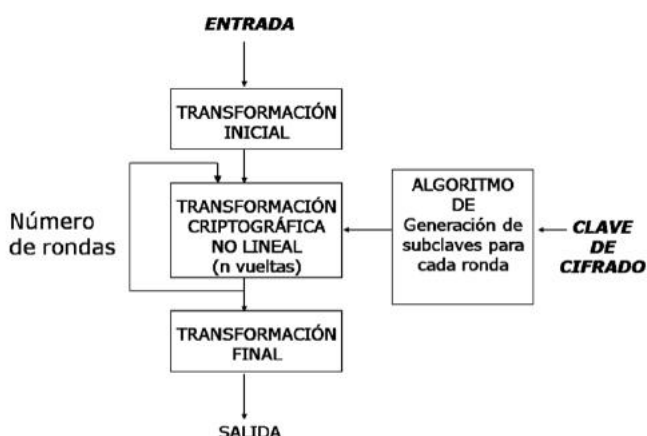 ENTRADA
TRANSFORMACIÓN
INICIAL
Número
de rondas
TRANSFORMACIÓN
CRIPTOGRÁFICA
NO LINEAL
(n vueltas)
ALGORITMO
DE
Generación de
subclaves para
cada ronda
CLAVE
DE
CIFRADO
TRANSFORMACIÓN
FINAL
SALIDA